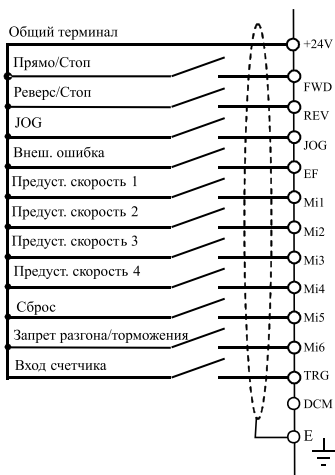 Общий терминал
+24V
Прямо/Стоп
FWD
Реверс/Стоп
REV
JOG
JOG
Внеш. ошибка
EF
Предуст. скорость 1
Mi1
Предуст. скорость 2
Mi2
Предуст. скорость 3
Mi3
Предуст. скорость 4
Mi4
Сброс
Mi5
Запрет разгона/торможения
Mi6
Вход счетчика
TRG
DCM
E